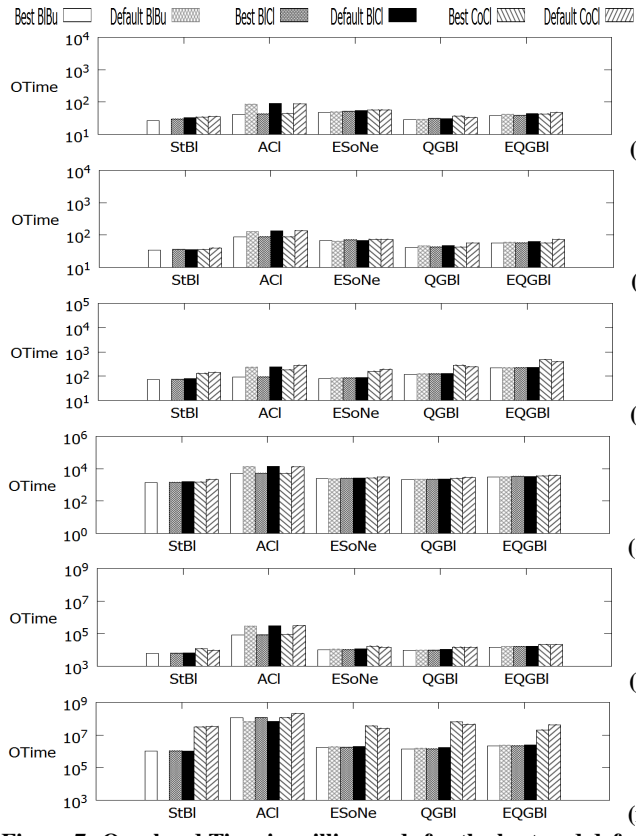 Best BlBu Default BlBu Best BlCl Default BlCl Best CoCl Default CoCl
10^4
10^3
OTime
10^2
10^1
StBl ACl ESoNe QGBl EQGBl (
10^4
10^3
OTime
10^2
10^1
StBl ACl ESoNe QGBl EQGBl (
10^5
10^4
OTime 10^3
10^2
10^1
StBl ACl ESoNe QGBl EQGBl (
10^6
10^4
OTime
10^2
10^0
StBl ACl ESoNe QGBl EQGBl (
10^9
10^7
OTime
10^5
10^3
StBl ACl ESoNe QGBl EQGBl (
10^9
10^7
OTime
10^5
10^3
StBl ACl ESoNe QGBl EQGBl (